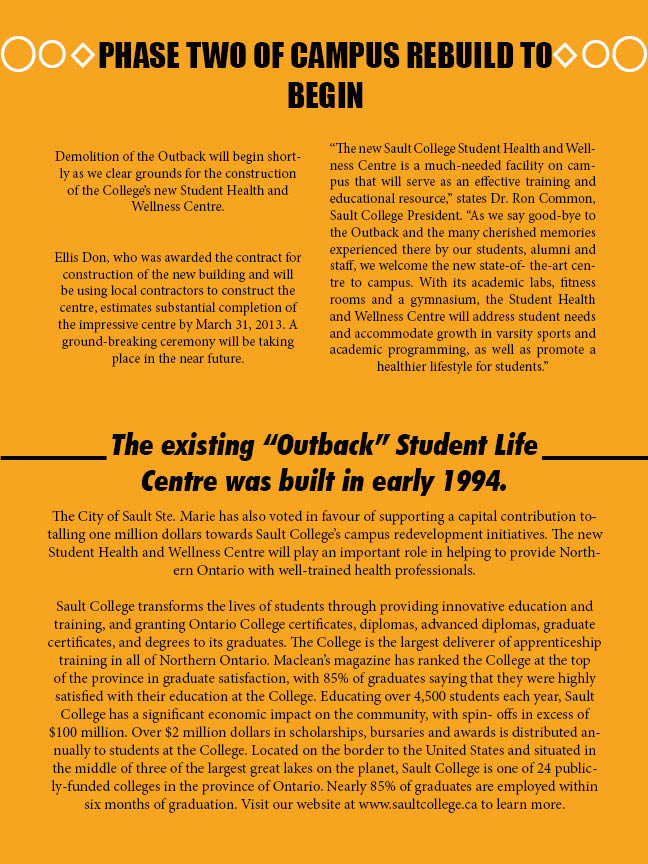 PHASE TWO OF CAMPUS REBUILD TO
BEGIN
Demolition of the Outback will begin short-
ly as we clear grounds for the construction
of the College's new Student Health and
Wellness Centre.
Ellis Don, who was awarded the contract for
construction of the new building and will
be using local contractors to construct the
centre, estimates substantial completion of
the impressive centre by March 31, 2013. A
ground-breaking ceremony will be taking
place in the near future.
“The new Sault College Student Health and Well-
ness Centre is a much-needed facility on cam-
pus that will serve as an effective training and
educational resource,” states Dr. Ron Common,
Sault College President. “As we say good-bye to
the Outback and the many cherished memories
experienced there by our students, alumni and
staff, we welcome the new state-of- the-art cen-
tre to campus. With its academic labs, fitness
rooms and a gymnasium, the Student Health
and Wellness Centre will address student needs
and accommodate growth in varsity sports and
academic programming, as well as promote a
healthier lifestyle for students.”
The existing “Outback” Student Life
Centre was built in early 1994.
The City of Sault Ste. Marie has also voted in favour of supporting a capital contribution to-
talling one million dollars towards Sault College's campus redevelopment initiatives. The new
Student Health and Wellness Centre will play an important role in helping to provide North-
ern Ontario with well-trained health professionals.
Sault College transforms the lives of students through providing innovative education and
training, and granting Ontario College certificates, diplomas, advanced diplomas, graduate
certificates, and degrees to its graduates. The College is the largest deliverer of apprenticeship
training in all of Northern Ontario. Maclean's magazine has ranked the College at the top
of the province in graduate satisfaction, with 85% of graduates saying that they were highly
satisfied with their education at the College. Educating over 4,500 students each year, Sault
College has a significant economic impact on the community, with spin- offs in excess of
$100 million. Over $2 million dollars in scholarships, bursaries and awards is distributed an-
nually to students at the College. Located on the border to the United States and situated in
the middle of three of the largest great lakes on the planet, Sault College is one of 24 public-
ly-funded colleges in the province of Ontario. Nearly 85% of graduates are employed within
six months of graduation. Visit our website at www.saultcollege.ca to learn more.